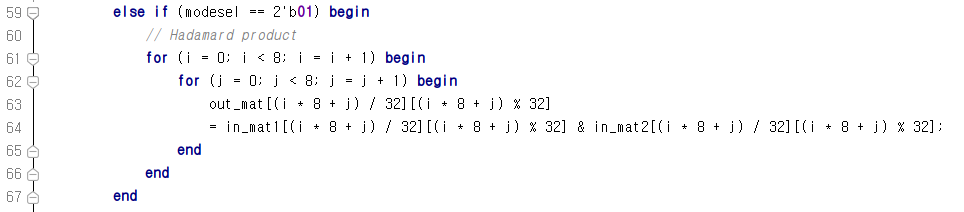 59 else if (modesel == 2'b01) begin
60 // Hadamard product
61 for (i = 0; i < 8; i = i + 1) begin
62 for (j = 0; j < 8; j = j + 1) begin
63 out_mat[(i * 8 + j) / 32][(i * 8 + j) % 32]
64 = in_mat1[(i * 8 + j) / 32][(i * 8 + j) % 32] & in_mat2[(i * 8 + j) / 32][(i * 8 + j) % 32];
65 end
66 end
67 end